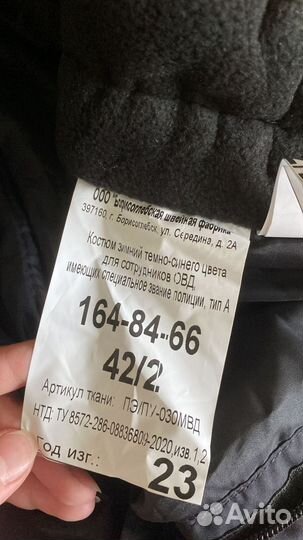 ООО "Борисоглебская швейная фабрика"
397160, г. Борисоглебск, ул. Середина, д. 2А
Костюм зимний темно-синего цвета
для сотрудников ОВД,
имеющих специальное звание полиции, тип А
164-84-66
42/2
Артикул ткани: ПЭ/ПУ-030МВД
НТД: ТУ 8572-286-08836809-2020, изв. 1,2
Год изг.: 23
Avito